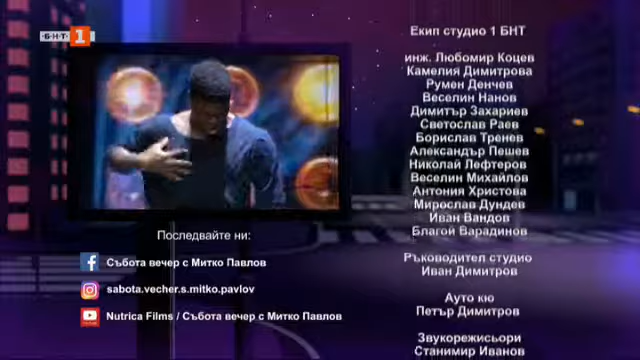 БНТ 1
Последвайте ни:
Събота вечер с Митко Павлов
sabota.vecher.s.mitko.pavlov
Nutrica Films / Събота вечер с Митко Павлов
Екип студио 1 БНТ
инж. Любомир Коцев
Камелия Димитрова
Румен Денчев
Веселин Нанов
Димитър Захариев
Светослав Раев
Борислав Тренев
Александър Пешев
Николай Лефтеров
Веселин Михайлов
Антония Христова
Мирослав Дундев
Иван Вандов
Благой Варадинов
Ръководител студио
Иван Димитров
Ауто кю
Петър Димитров
Звукорежисьори
Станимир Иванов